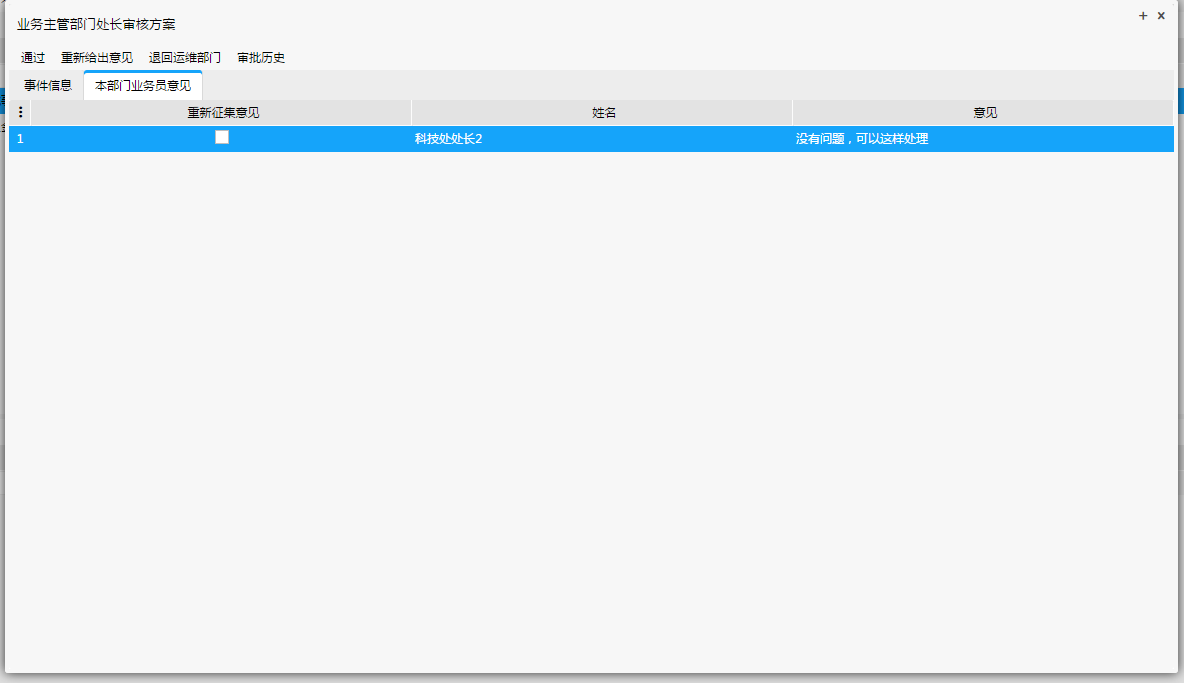 业务主管部门处长审核方案
通过 重新给出意见 退回运维部门 审批历史
事件信息 本部门业务员意见
重新征集意见 姓名 意见
1 科技处处长2 没有问题，可以这样处理